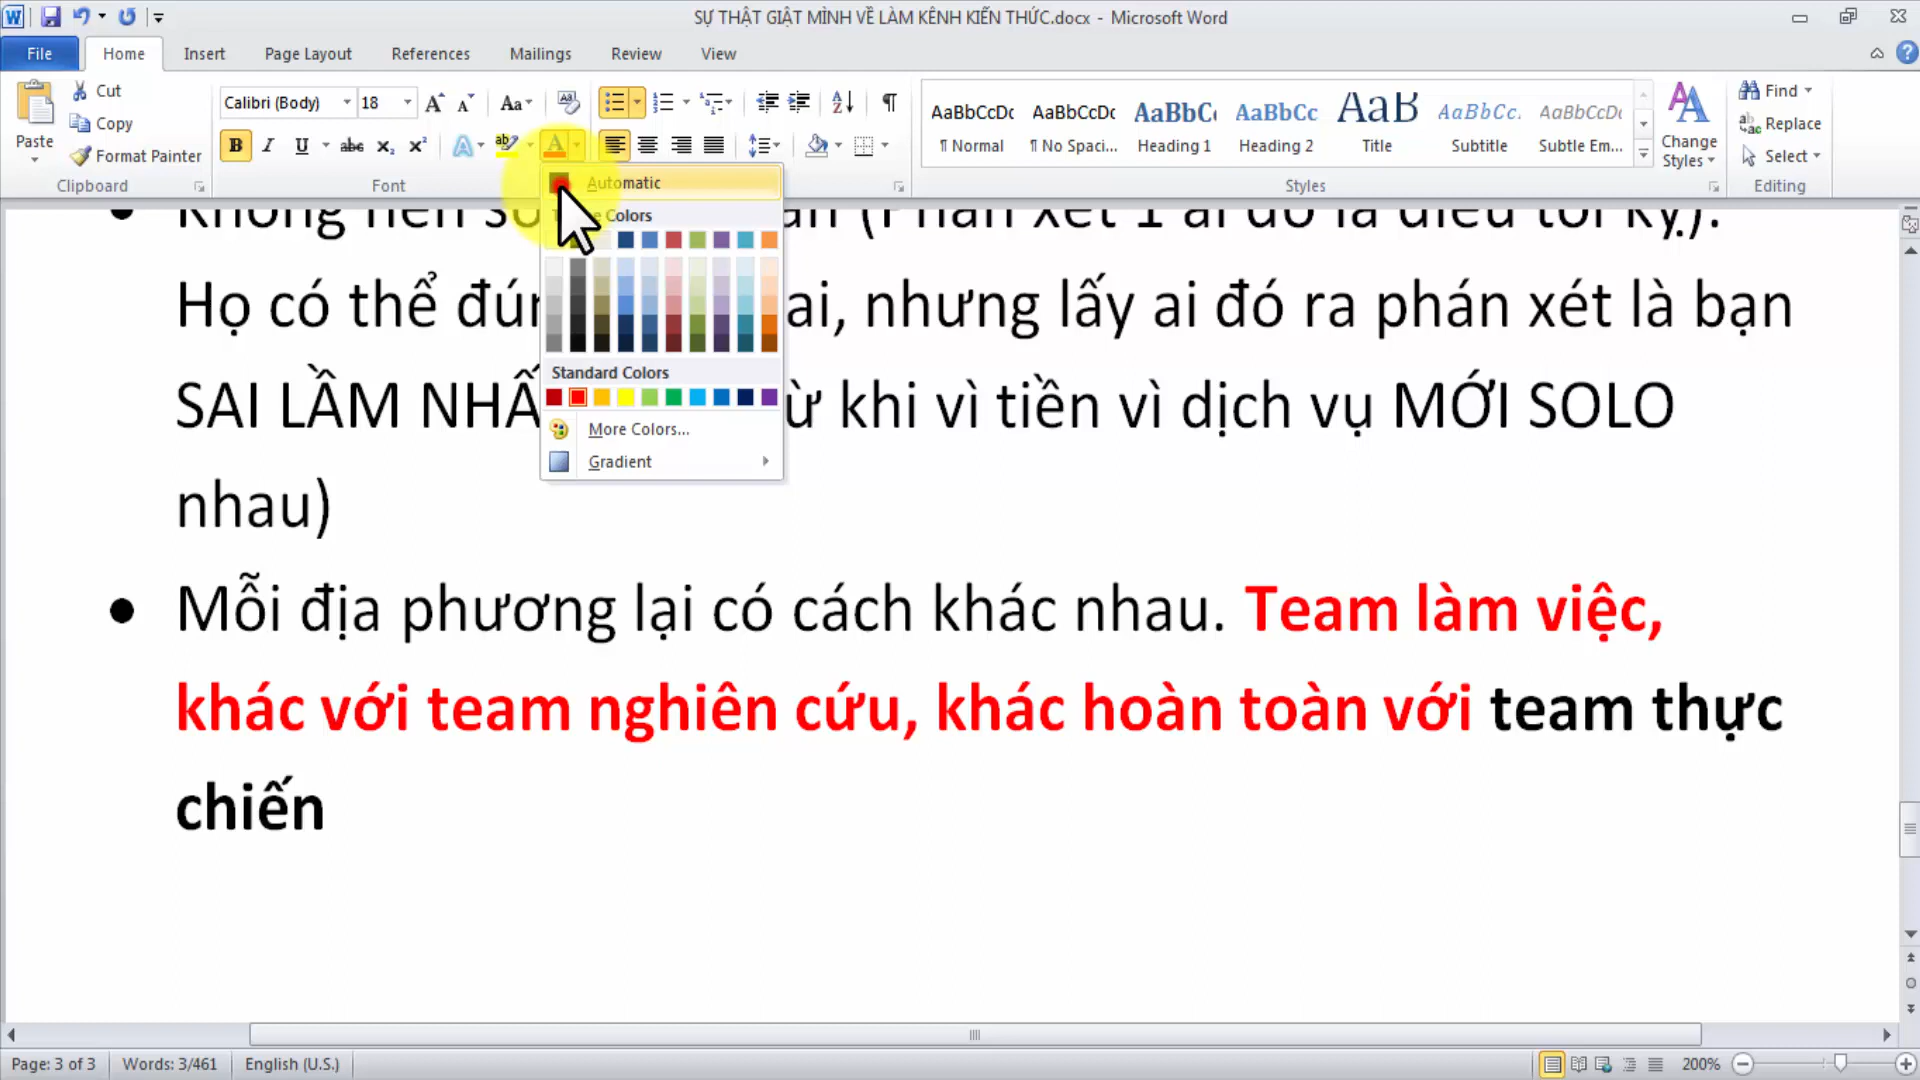 SỰ THẬT GIẬT MÌNH VỀ LÀM KÊNH KIẾN THỨC.docx - Microsoft Word
File Home Insert Page Layout References Mailings Review View
Paste Cut Copy Format Painter
Calibri (Body) 18
AaBbCcDc AaBbCcDc AaBbC AaBbCc AaB AaBbCc. AaBbCcDc
¶ Normal ¶ No Spaci... Heading 1 Heading 2 Title Subtitle Subtle Em...
Change Styles
Find
Replace
Select
Clipboard Font Styles Editing
Automatic
Colors
Standard Colors
More Colors...
Gradient
Họ có thể ai, nhưng lấy ai đó ra phán xét là bạn
SAI LẦM khi vì tiền vì dịch vụ MỚI SOLO
nhau)
• Mỗi địa phương lại có cách khác nhau. Team làm việc,
khác với team nghiên cứu, khác hoàn toàn với team thực
chiến
Page: 3 of 3 Words: 3/461 English (U.S.) 200%